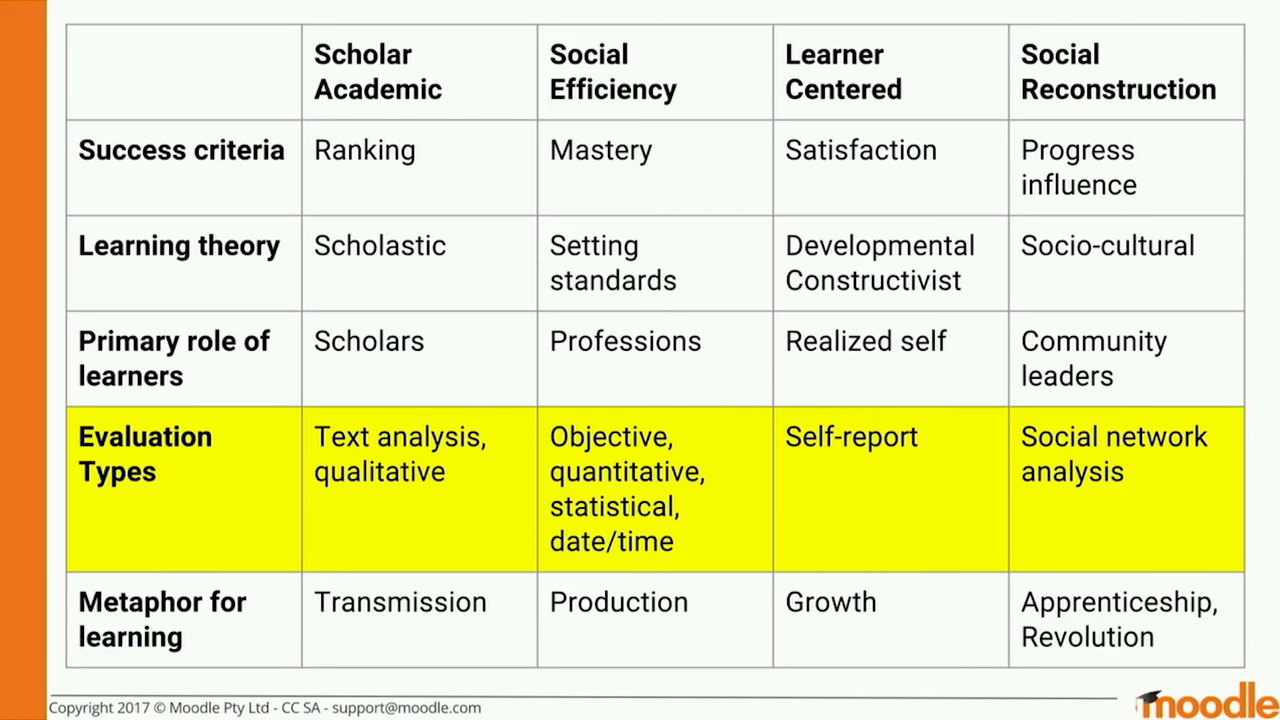 Scholar Academic
Social Efficiency
Learner Centered
Social Reconstruction
Success criteria
Ranking
Mastery
Satisfaction
Progress influence
Learning theory
Scholastic
Setting standards
Developmental Constructivist
Socio-cultural
Primary role of learners
Scholars
Professions
Realized self
Community leaders
Evaluation Types
Text analysis, qualitative
Objective, quantitative, statistical, date/time
Self-report
Social network analysis
Metaphor for learning
Transmission
Production
Growth
Apprenticeship, Revolution
Copyright 2017 © Moodle Pty Ltd - CC SA - support@moodle.com
moodle